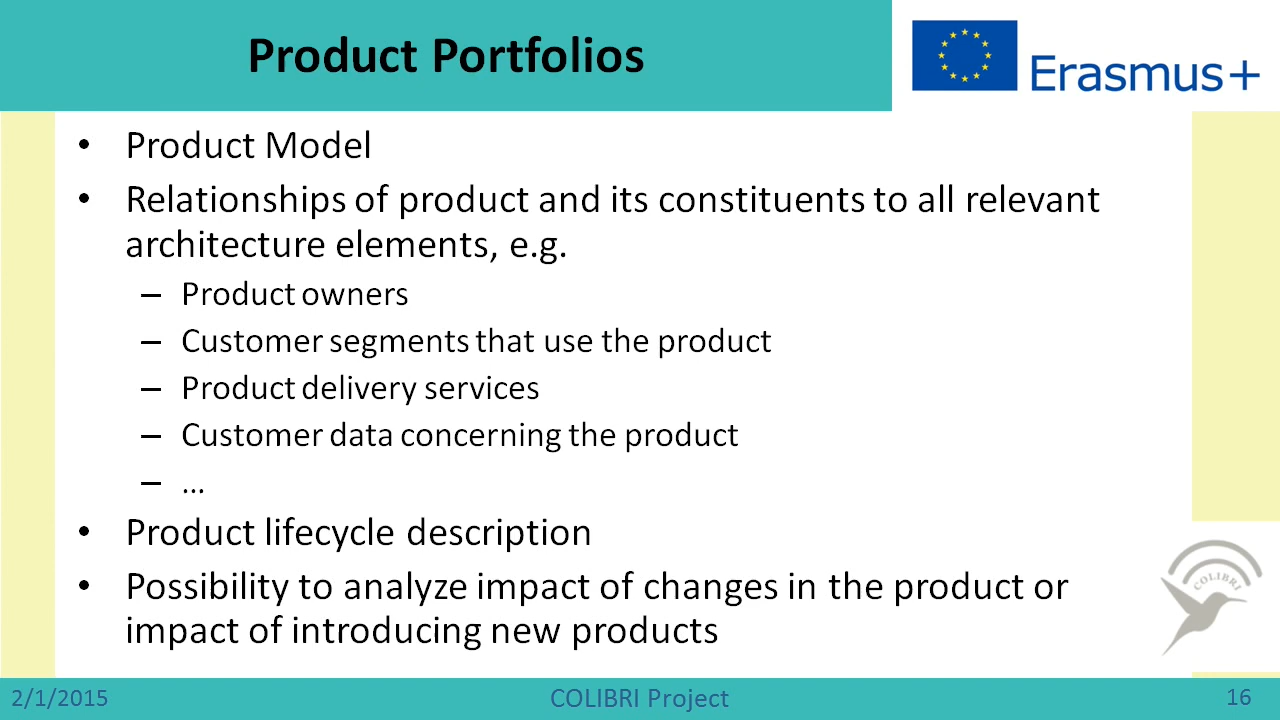 Product Portfolios
Erasmus+
• Product Model
• Relationships of product and its constituents to all relevant
architecture elements, e.g.
– Product owners
– Customer segments that use the product
– Product delivery services
– Customer data concerning the product
– …
• Product lifecycle description
• Possibility to analyze impact of changes in the product or
impact of introducing new products
COLIBRI
2/1/2015
COLIBRI Project
16